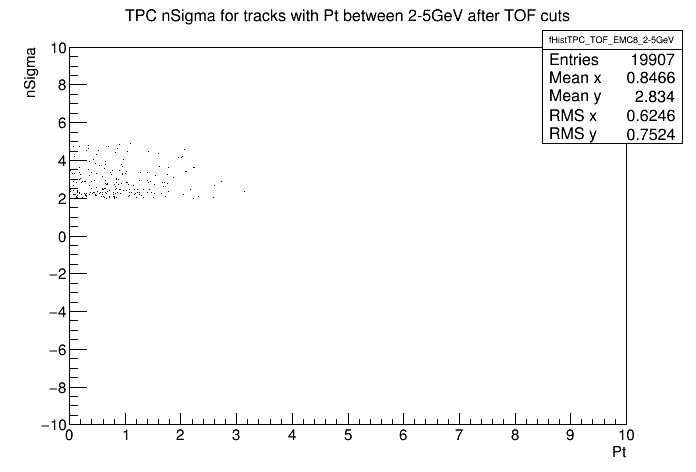 TPC nSigma for tracks with Pt between 2-5GeV after TOF cuts
fHistTPC_TOF_EMC8_2-5GeV
Entries 19907
Mean x 0.8466
Mean y 2.834
RMS x 0.6246
RMS y 0.7524
nSigma
10
8
6
4
2
0
−2
−4
−6
−8
−10
0 1 2 3 4 5 6 7 8 9 10
Pt